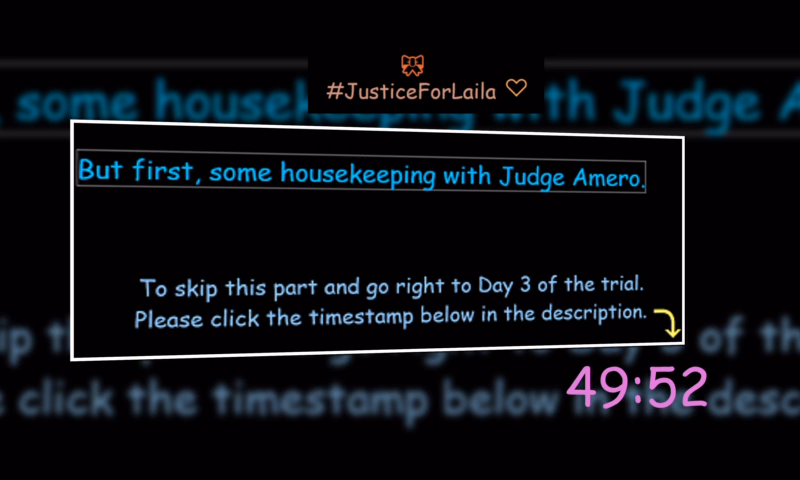 #JusticeForLaila ♡
But first, some housekeeping with Judge Amero.
To skip this part and go right to Day 3 of the trial.
Please click the timestamp below in the description.
49:52